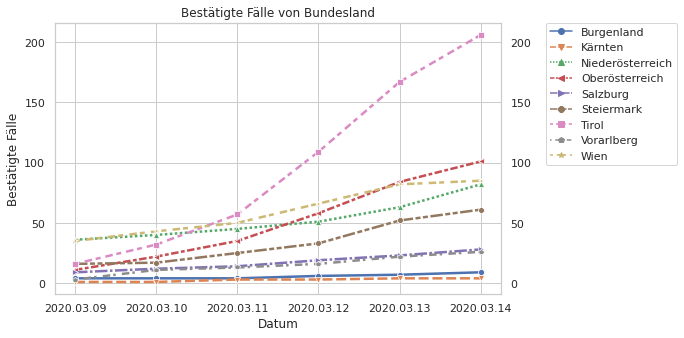 Bestätigte Fälle von Bundesland
Bestätigte Fälle
200
150
100
50
0
200
150
100
50
0
2020.03.09 2020.03.10 2020.03.11 2020.03.12 2020.03.13 2020.03.14
Datum
Burgenland
Kärnten
Niederösterreich
Oberösterreich
Salzburg
Steiermark
Tirol
Vorarlberg
Wien